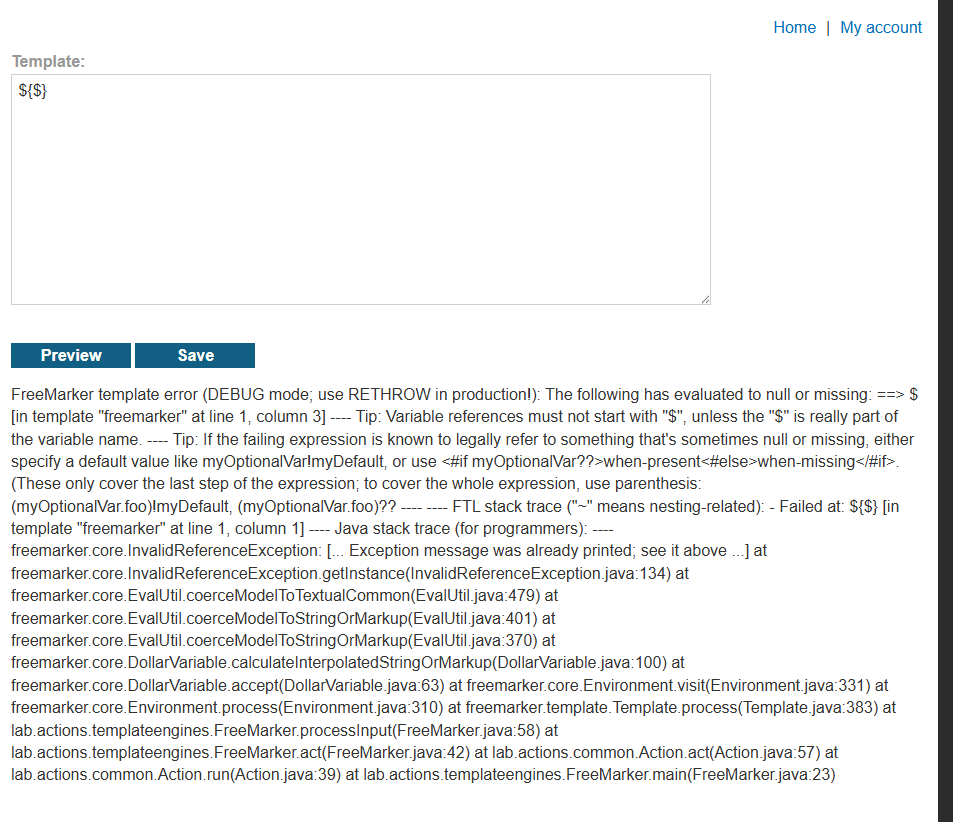 Home | My account
Template:
${$}
Preview Save
FreeMarker template error (DEBUG mode; use RETHROW in production!): The following has evaluated to null or missing: ==> $
[in template "freemarker" at line 1, column 3] ---- Tip: Variable references must not start with "$", unless the "$" is really part of
the variable name. ---- Tip: If the failing expression is known to legally refer to something that's sometimes null or missing, either
specify a default value like myOptionalVar!myDefault, or use <#if myOptionalVar??>when-present<#else>when-missing</#if>.
(These only cover the last step of the expression; to cover the whole expression, use parenthesis:
(myOptionalVar.foo)!myDefault, (myOptionalVar.foo)?? ---- ---- FTL stack trace ("~" means nesting-related): - Failed at: ${$} [in
template "freemarker" at line 1, column 1] ---- Java stack trace (for programmers): ----
freemarker.core.InvalidReferenceException: [... Exception message was already printed; see it above ...] at
freemarker.core.InvalidReferenceException.getInstance(InvalidReferenceException.java:134) at
freemarker.core.EvalUtil.coerceModelToTextualCommon(EvalUtil.java:479) at
freemarker.core.EvalUtil.coerceModelToStringOrMarkup(EvalUtil.java:401) at
freemarker.core.EvalUtil.coerceModelToStringOrMarkup(EvalUtil.java:370) at
freemarker.core.DollarVariable.calculateInterpolatedStringOrMarkup(DollarVariable.java:100) at
freemarker.core.DollarVariable.accept(DollarVariable.java:63) at freemarker.core.Environment.visit(Environment.java:331) at
freemarker.core.Environment.process(Environment.java:310) at freemarker.template.Template.process(Template.java:383) at
lab.actions.templateengines.FreeMarker.processInput(FreeMarker.java:58) at
lab.actions.templateengines.FreeMarker.act(FreeMarker.java:42) at lab.actions.common.Action.act(Action.java:57) at
lab.actions.common.Action.run(Action.java:39) at lab.actions.templateengines.FreeMarker.main(FreeMarker.java:23)